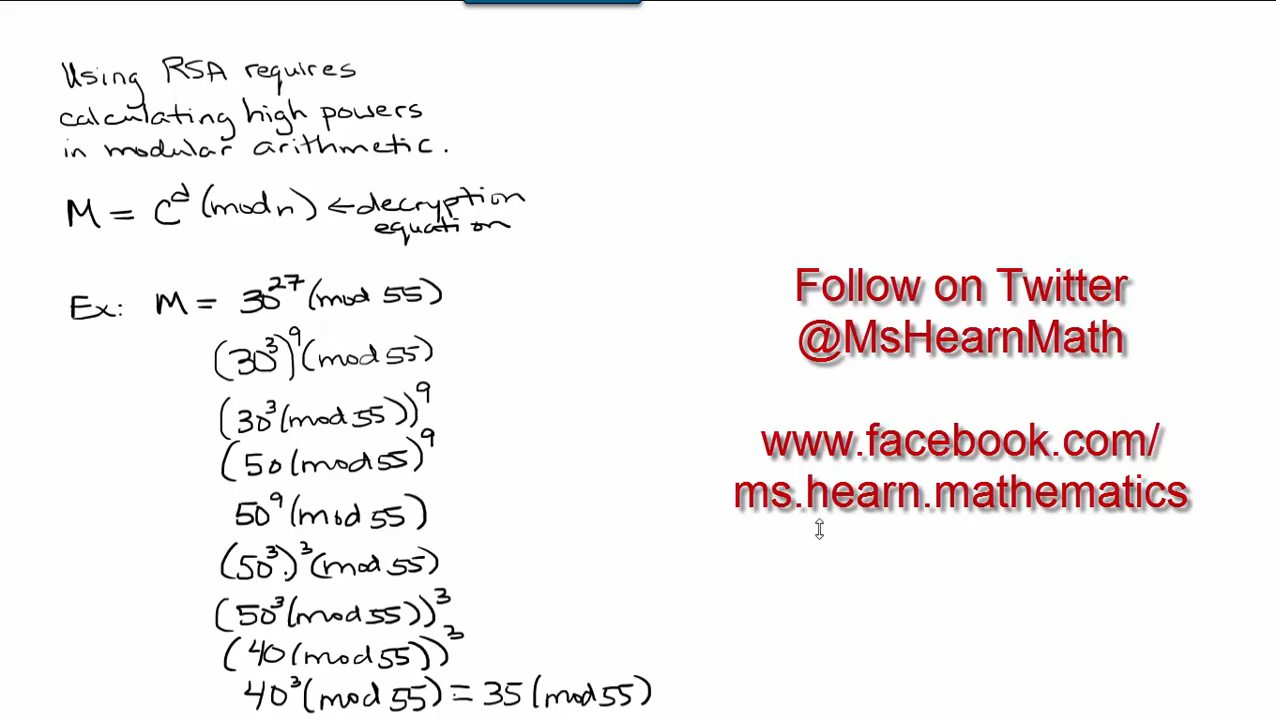 Using RSA requires
calculating high powers
in modular arithmetic.
M = C^d (mod n) ← decryption
equation
Ex: M = 30^27 (mod 55)
(30^3)^9 (mod 55)
(30^3 (mod 55))^9
(50 (mod 55))^9
50^9 (mod 55)
(50^3)^3 (mod 55)
(50^3 (mod 55))^3
(40 (mod 55))^3
40^3 (mod 55) = 35 (mod 55)
Follow on Twitter
@MsHearnMath
www.facebook.com/
ms.hearn.mathematics